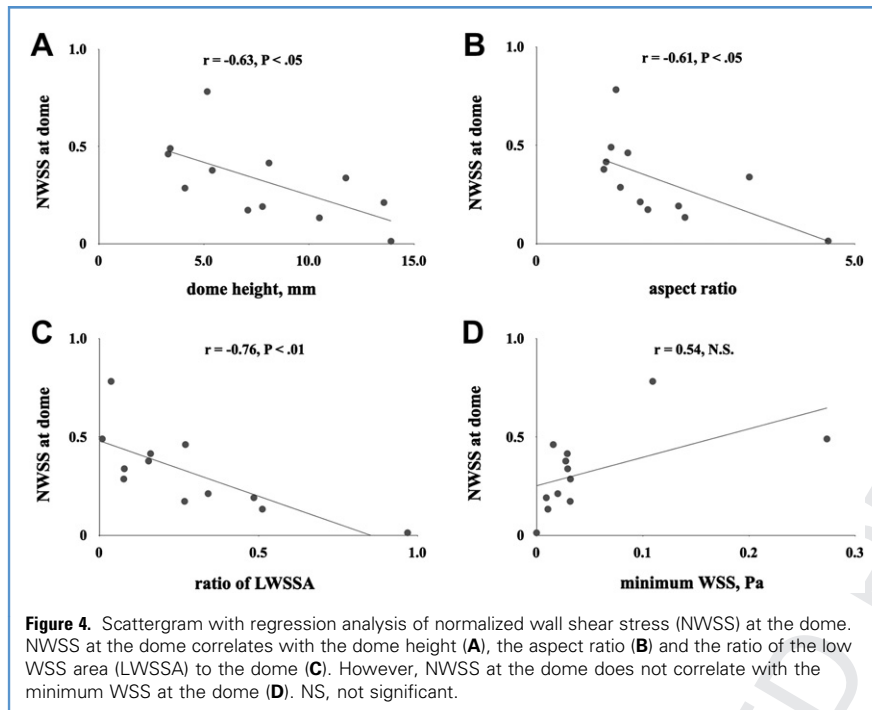 A
B
r = -0.63, P < .05
r = -0.61, P < .05
1.0
0.5
0
NWSS at dome
0
5.0
10.0
15.0
dome height, mm
1.0
0.5
0
NWSS at dome
0
5.0
aspect ratio
C
D
r = -0.76, P < .01
r = 0.54, N.S.
1.0
0.5
0
NWSS at dome
0
0.5
1.0
ratio of LWSSA
1.0
0.5
0
NWSS at dome
0
0.1
0.2
0.3
minimum WSS, Pa
Figure 4. Scattergram with regression analysis of normalized wall shear stress (NWSS) at the dome.
NWSS at the dome correlates with the dome height (A), the aspect ratio (B) and the ratio of the low
WSS area (LWSSA) to the dome (C). However, NWSS at the dome does not correlate with the
minimum WSS at the dome (D). NS, not significant.